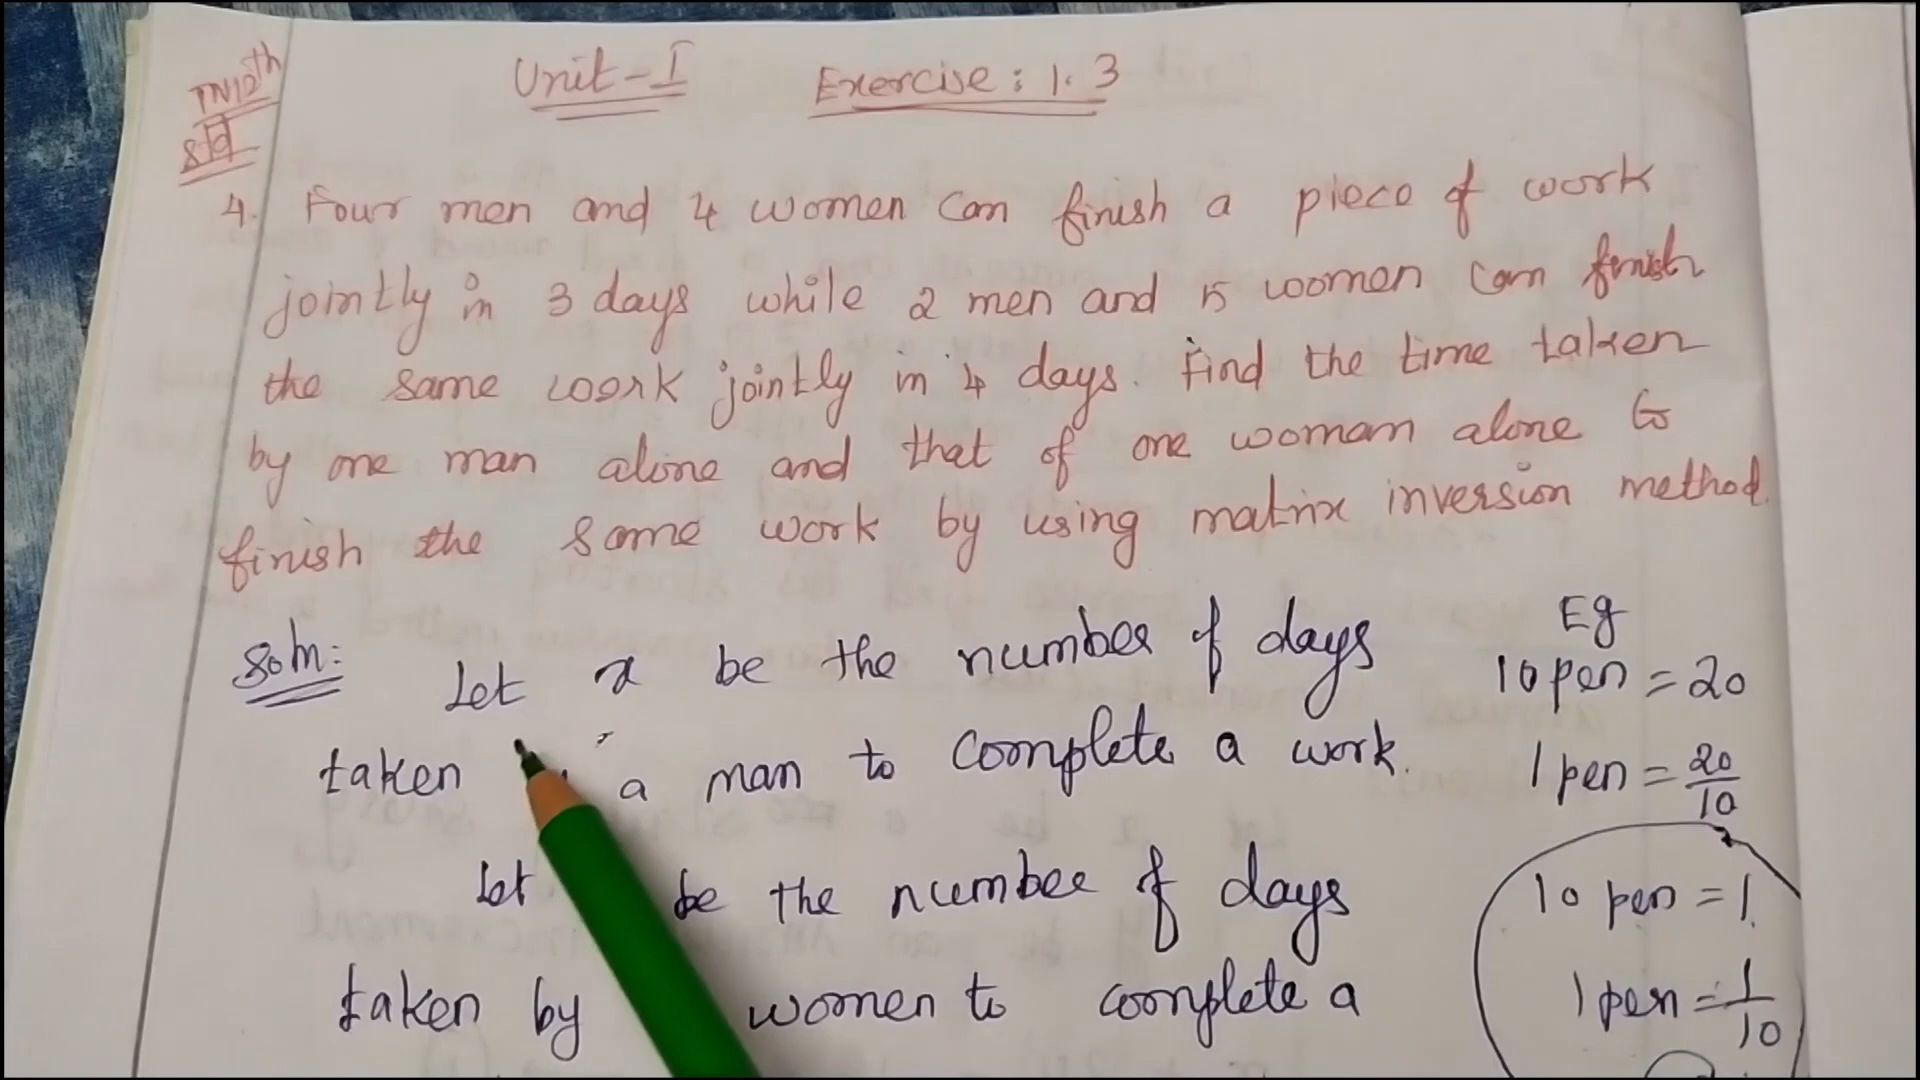 TN 12th
std
Unit-I Exercise: 1.3
4. Four men and 4 women can finish a piece of work
jointly in 3 days while 2 men and 5 women can finish
the same work jointly in 4 days. Find the time taken
by one man alone and that of one woman alone to
finish the same work by using matrix inversion method.
Soln:
Let x be the number of days
taken a man to complete a work.
Let be the number of days
taken by women to complete a
Eg
10 pen = 20
1 pen = 20/10
10 pen = 1.
1 pen = 1/10